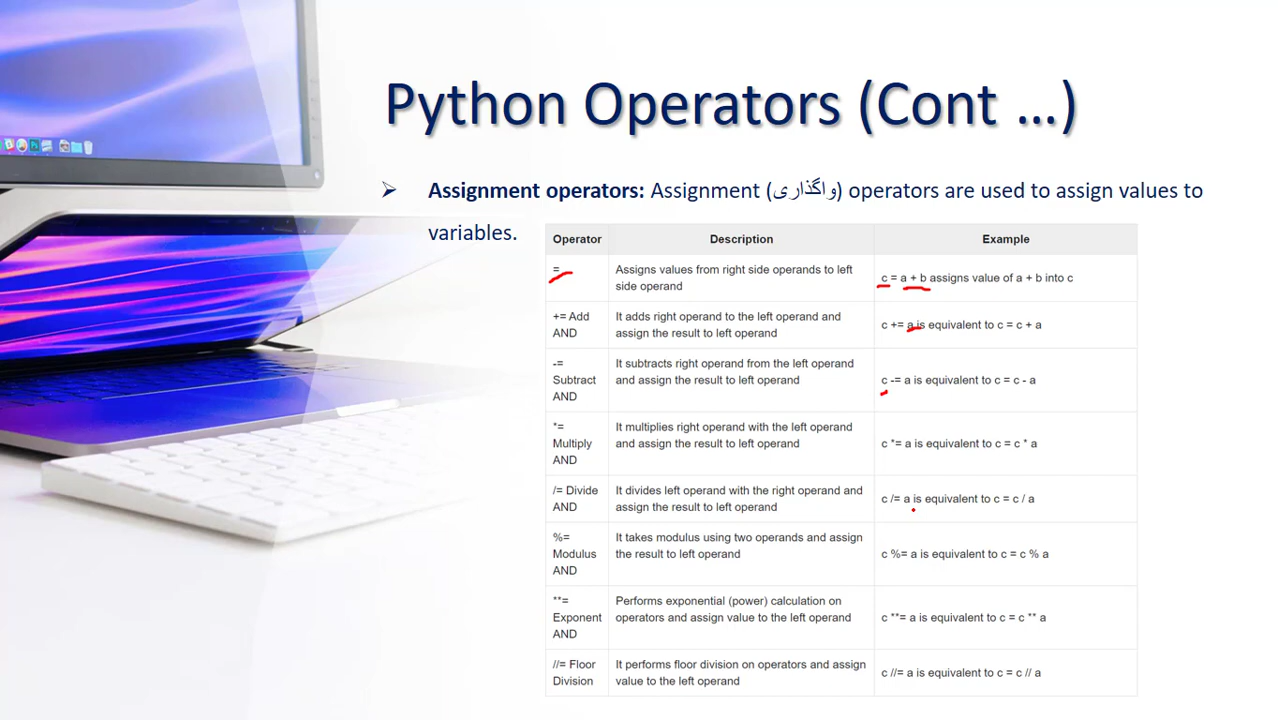 Python Operators (Cont ...)
➢ Assignment operators: Assignment (واگذاری) operators are used to assign values to
variables.
Operator Description Example
=
Assigns values from right side operands to left
side operand
c = a + b assigns value of a + b into c
+= Add
AND
It adds right operand to the left operand and
assign the result to left operand
c += a is equivalent to c = c + a
-=
Subtract
AND
It subtracts right operand from the left operand
and assign the result to left operand
c -= a is equivalent to c = c - a
*=
Multiply
AND
It multiplies right operand with the left operand
and assign the result to left operand
c *= a is equivalent to c = c * a
/= Divide
AND
It divides left operand with the right operand and
assign the result to left operand
c /= a is equivalent to c = c / a
%=
Modulus
AND
It takes modulus using two operands and assign
the result to left operand
c %= a is equivalent to c = c % a
**=
Exponent
AND
Performs exponential (power) calculation on
operators and assign value to the left operand
c **= a is equivalent to c = c ** a
//= Floor
Division
It performs floor division on operators and assign
value to the left operand
c //= a is equivalent to c = c // a